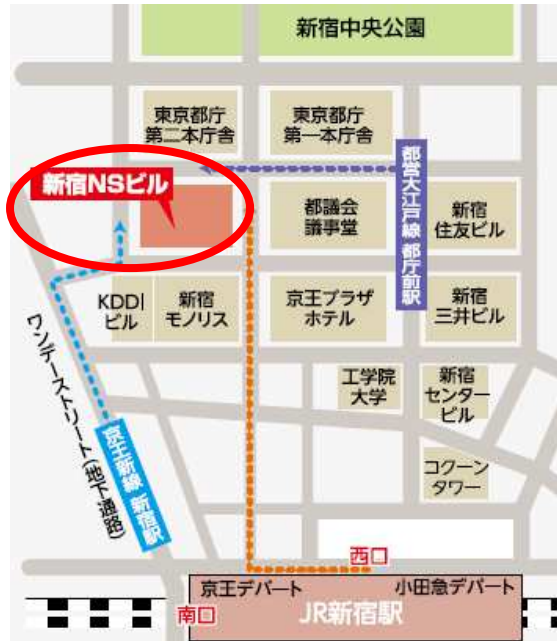 新宿中央公園
東京都庁
第二本庁舎
東京都庁
第一本庁舎
新宿NSビル
都営大江戸線 都庁前駅
都議会
議事堂
新宿
住友ビル
KDDI
ビル
新宿
モノリス
京王プラザ
ホテル
新宿
三井ビル
ワンデーストリート(地下通路)
京王新線 新宿駅
工学院
大学
新宿
センター
ビル
コクーン
タワー
西口
京王デパート
小田急デパート
南口
JR新宿駅